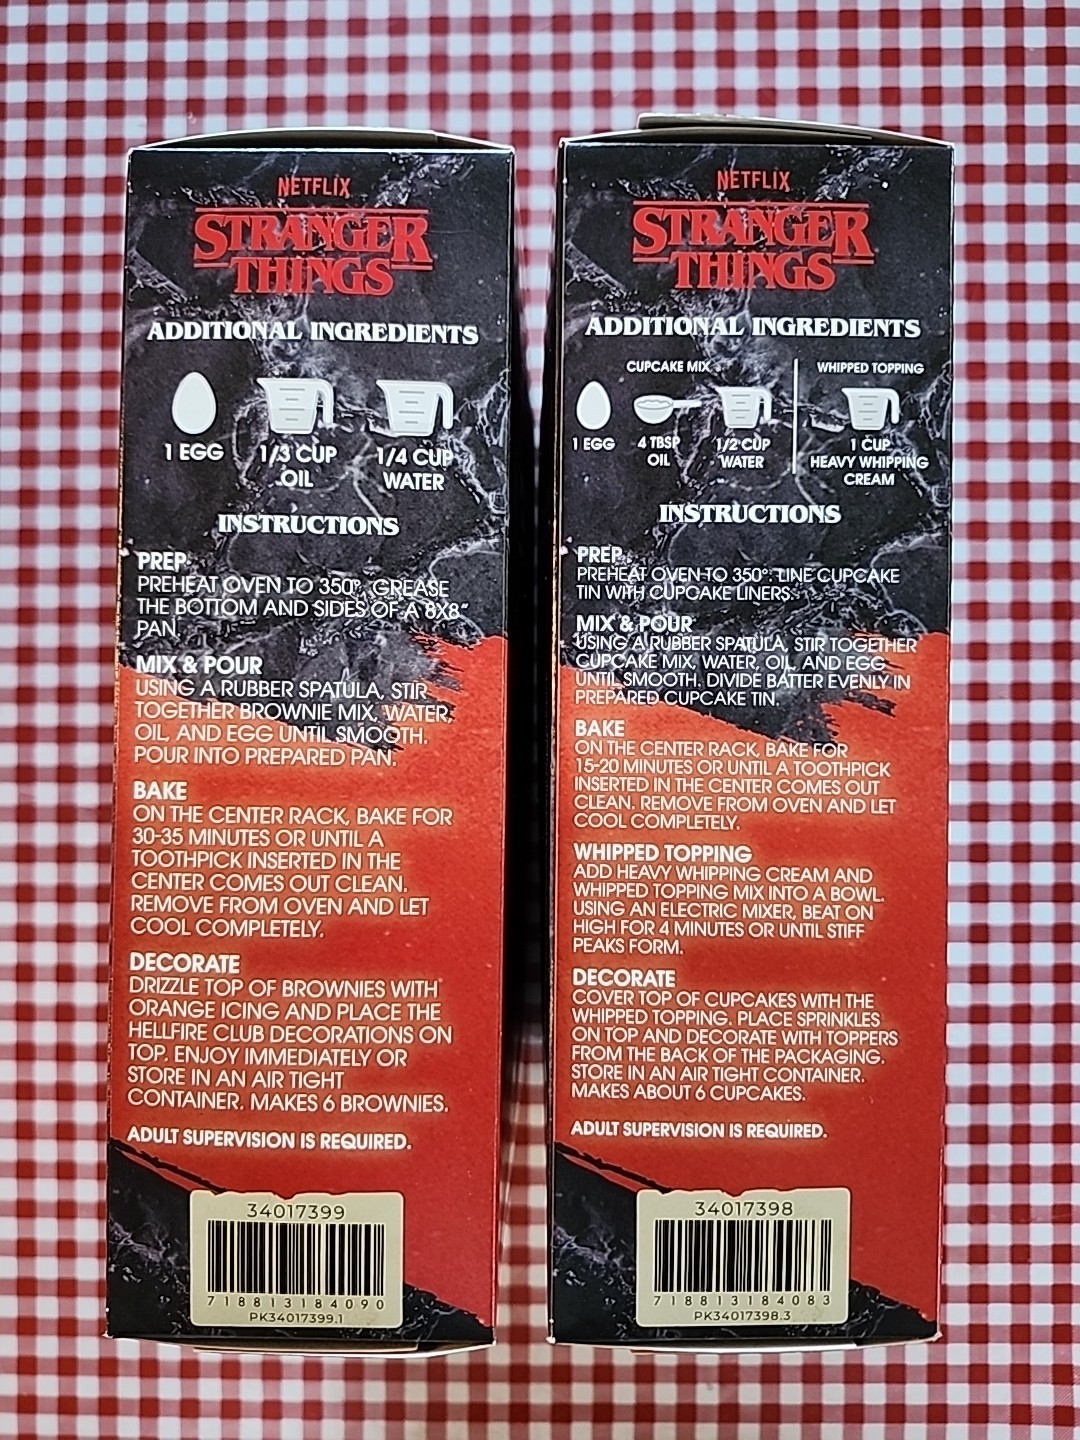 NETFLIX
STRANGER
THINGS
ADDITIONAL INGREDIENTS
1 EGG
1/3 CUP
OIL
1/4 CUP
WATER
INSTRUCTIONS
PREP
PREHEAT OVEN TO 350°. GREASE
THE BOTTOM AND SIDES OF A 8X8"
PAN.
MIX & POUR
USING A RUBBER SPATULA, STIR
TOGETHER BROWNIE MIX, WATER,
OIL, AND EGG UNTIL SMOOTH.
POUR INTO PREPARED PAN.
BAKE
ON THE CENTER RACK, BAKE FOR
30-35 MINUTES OR UNTIL A
TOOTHPICK INSERTED IN THE
CENTER COMES OUT CLEAN.
REMOVE FROM OVEN AND LET
COOL COMPLETELY.
DECORATE
DRIZZLE TOP OF BROWNIES WITH
ORANGE ICING AND PLACE THE
HELLFIRE CLUB DECORATIONS ON
TOP. ENJOY IMMEDIATELY OR
STORE IN AN AIR TIGHT
CONTAINER. MAKES 6 BROWNIES.
ADULT SUPERVISION IS REQUIRED.
34017399
7 18813 18409 0
PK34017399.1
NETFLIX
STRANGER
THINGS
ADDITIONAL INGREDIENTS
CUPCAKE MIX
1 EGG
4 TBSP
OIL
1/2 CUP
WATER
WHIPPED TOPPING
1 CUP
HEAVY WHIPPING
CREAM
INSTRUCTIONS
PREP
PREHEAT OVEN TO 350°. LINE CUPCAKE
TIN WITH CUPCAKE LINERS.
MIX & POUR
USING A RUBBER SPATULA, STIR TOGETHER
CUPCAKE MIX, WATER, OIL, AND EGG
UNTIL SMOOTH. DIVIDE BATTER EVENLY IN
PREPARED CUPCAKE TIN.
BAKE
ON THE CENTER RACK, BAKE FOR
15-20 MINUTES OR UNTIL A TOOTHPICK
INSERTED IN THE CENTER COMES OUT
CLEAN. REMOVE FROM OVEN AND LET
COOL COMPLETELY.
WHIPPED TOPPING
ADD HEAVY WHIPPING CREAM AND
WHIPPED TOPPING MIX INTO A BOWL.
USING AN ELECTRIC MIXER, BEAT ON
HIGH FOR 4 MINUTES OR UNTIL STIFF
PEAKS FORM.
DECORATE
COVER TOP OF CUPCAKES WITH THE
WHIPPED TOPPING. PLACE SPRINKLES
ON TOP AND DECORATE WITH TOPPERS
FROM THE BACK OF THE PACKAGING.
STORE IN AN AIR TIGHT CONTAINER.
MAKES ABOUT 6 CUPCAKES.
ADULT SUPERVISION IS REQUIRED.
34017398
7 18813 18408 3
PK34017398.3